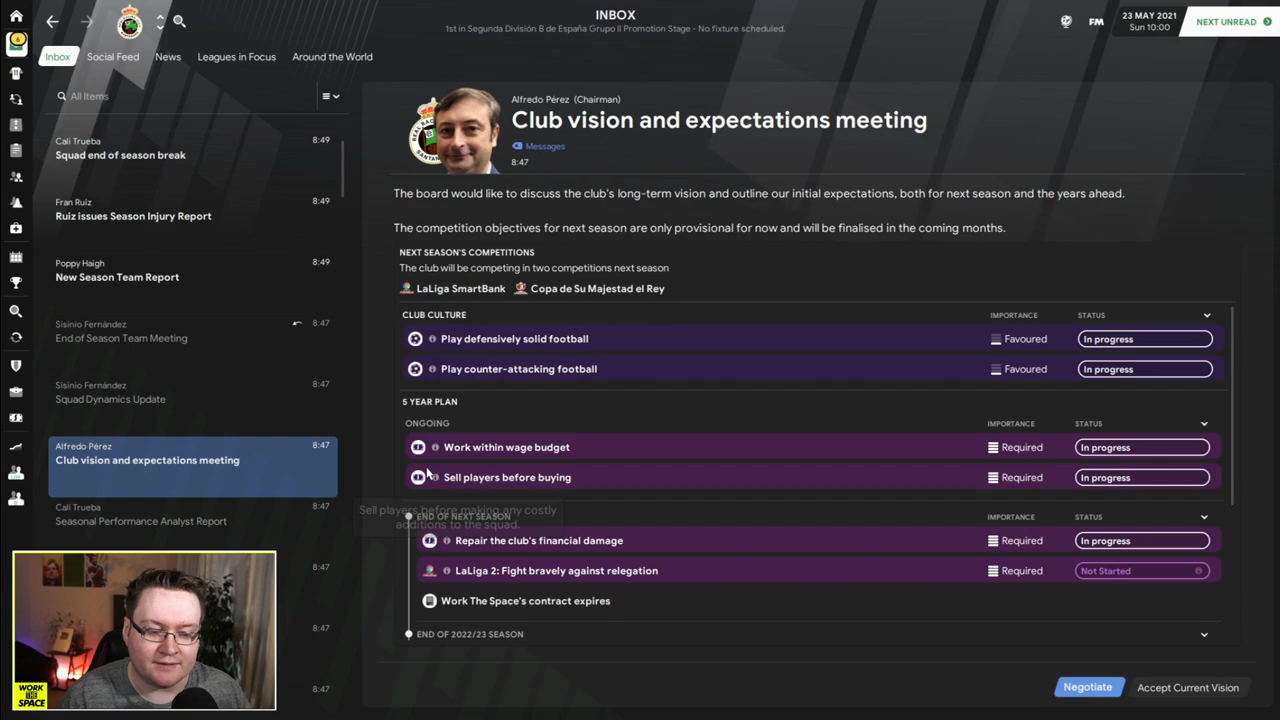 INBOX
1st in Segunda División B de España Grupo II Promotion Stage - No fixture scheduled.
FM
23 MAY 2021
Sun 10:00
NEXT UNREAD
6
Inbox
Social Feed
News
Leagues in Focus
Around the World
All Items
Cali Trueba
8:49
Squad end of season break
Fran Ruiz
8:49
Ruiz issues Season Injury Report
Poppy Haigh
8:49
New Season Team Report
Sisinio Fernández
8:47
End of Season Team Meeting
Sisinio Fernández
8:47
Squad Dynamics Update
Alfredo Pérez
8:47
Club vision and expectations meeting
Cali Trueba
8:47
Seasonal Performance Analyst Report
8:47
8:47
8:47
Alfredo Pérez (Chairman)
Club vision and expectations meeting
Messages
8:47
The board would like to discuss the club's long-term vision and outline our initial expectations, both for next season and the years ahead.
The competition objectives for next season are only provisional for now and will be finalised in the coming months.
NEXT SEASON'S COMPETITIONS
The club will be competing in two competitions next season
LaLiga SmartBank
Copa de Su Majestad el Rey
CLUB CULTURE
IMPORTANCE
STATUS
Play defensively solid football
Favoured
In progress
Play counter-attacking football
Favoured
In progress
5 YEAR PLAN
ONGOING
IMPORTANCE
STATUS
Work within wage budget
Required
In progress
Sell players before buying
Required
In progress
Sell players before making any costly
additions to the squad.
END OF NEXT SEASON
IMPORTANCE
STATUS
Repair the club's financial damage
Required
In progress
LaLiga 2: Fight bravely against relegation
Required
Not Started
Work The Space's contract expires
END OF 2022/23 SEASON
Negotiate
Accept Current Vision
WORK
THE
SPACE